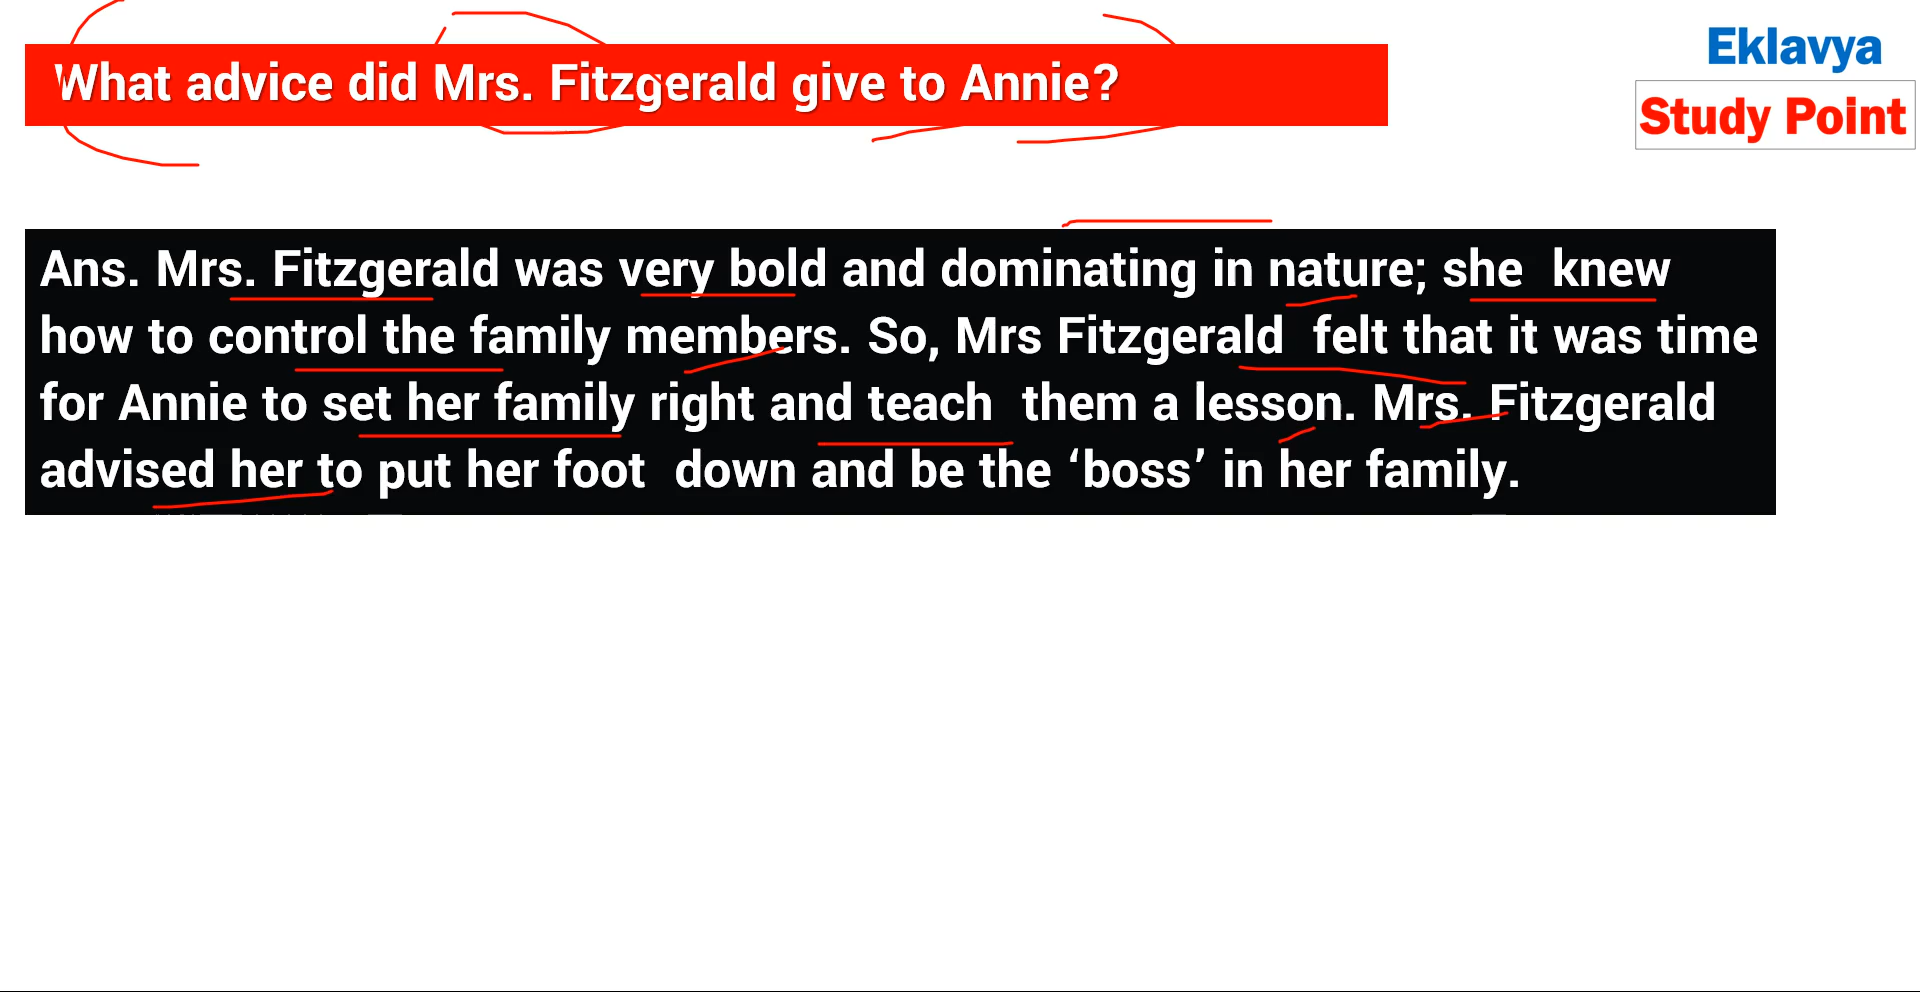 What advice did Mrs. Fitzgerald give to Annie?
Eklavya
Study Point
Ans. Mrs. Fitzgerald was very bold and dominating in nature; she knew
how to control the family members. So, Mrs Fitzgerald felt that it was time
for Annie to set her family right and teach them a lesson. Mrs. Fitzgerald
advised her to put her foot down and be the ‘boss’ in her family.